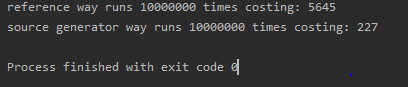 reference way runs 10000000 times costing: 5645
source generator way runs 10000000 times costing: 227
Process finished with exit code 0